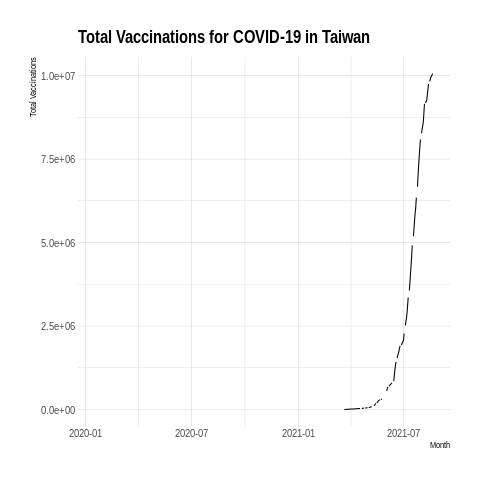 Total Vaccinations for COVID-19 in Taiwan
Total Vaccinations
1.0e+07
7.5e+06
5.0e+06
2.5e+06
0.0e+00
2020-01
2020-07
2021-01
2021-07
Month